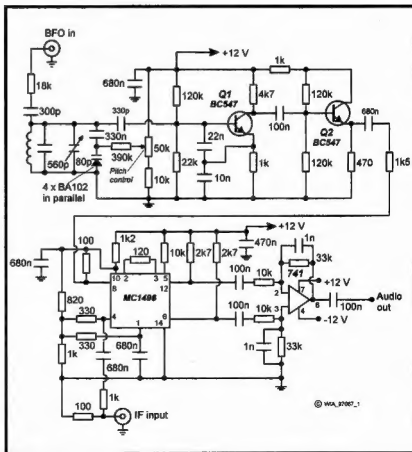 BFO in
+12 V
1k
18k
680n
120k
Q1
BC547
4k7
120k
Q2
BC547
300p
330p
330n
100n
680n
22n
390k
50k
560p
80p
22k
1k
120k
470
1k5
4 x BA102
in parallel
Pitch
control
10k
10n
+12 V
100
1k2
120
10k
2k7
2k7
470n
1n
33k
680n
10
2
3
5
8
12
MC1496
4
6
1
14
820
330
330
680n
1k
680n
100n
10k
741
2
7
+12 V
6
100n
Audio
out
100n
10k
3
4
-12 V
1n
33k
1k
100
IF input
© WIA_07067_1